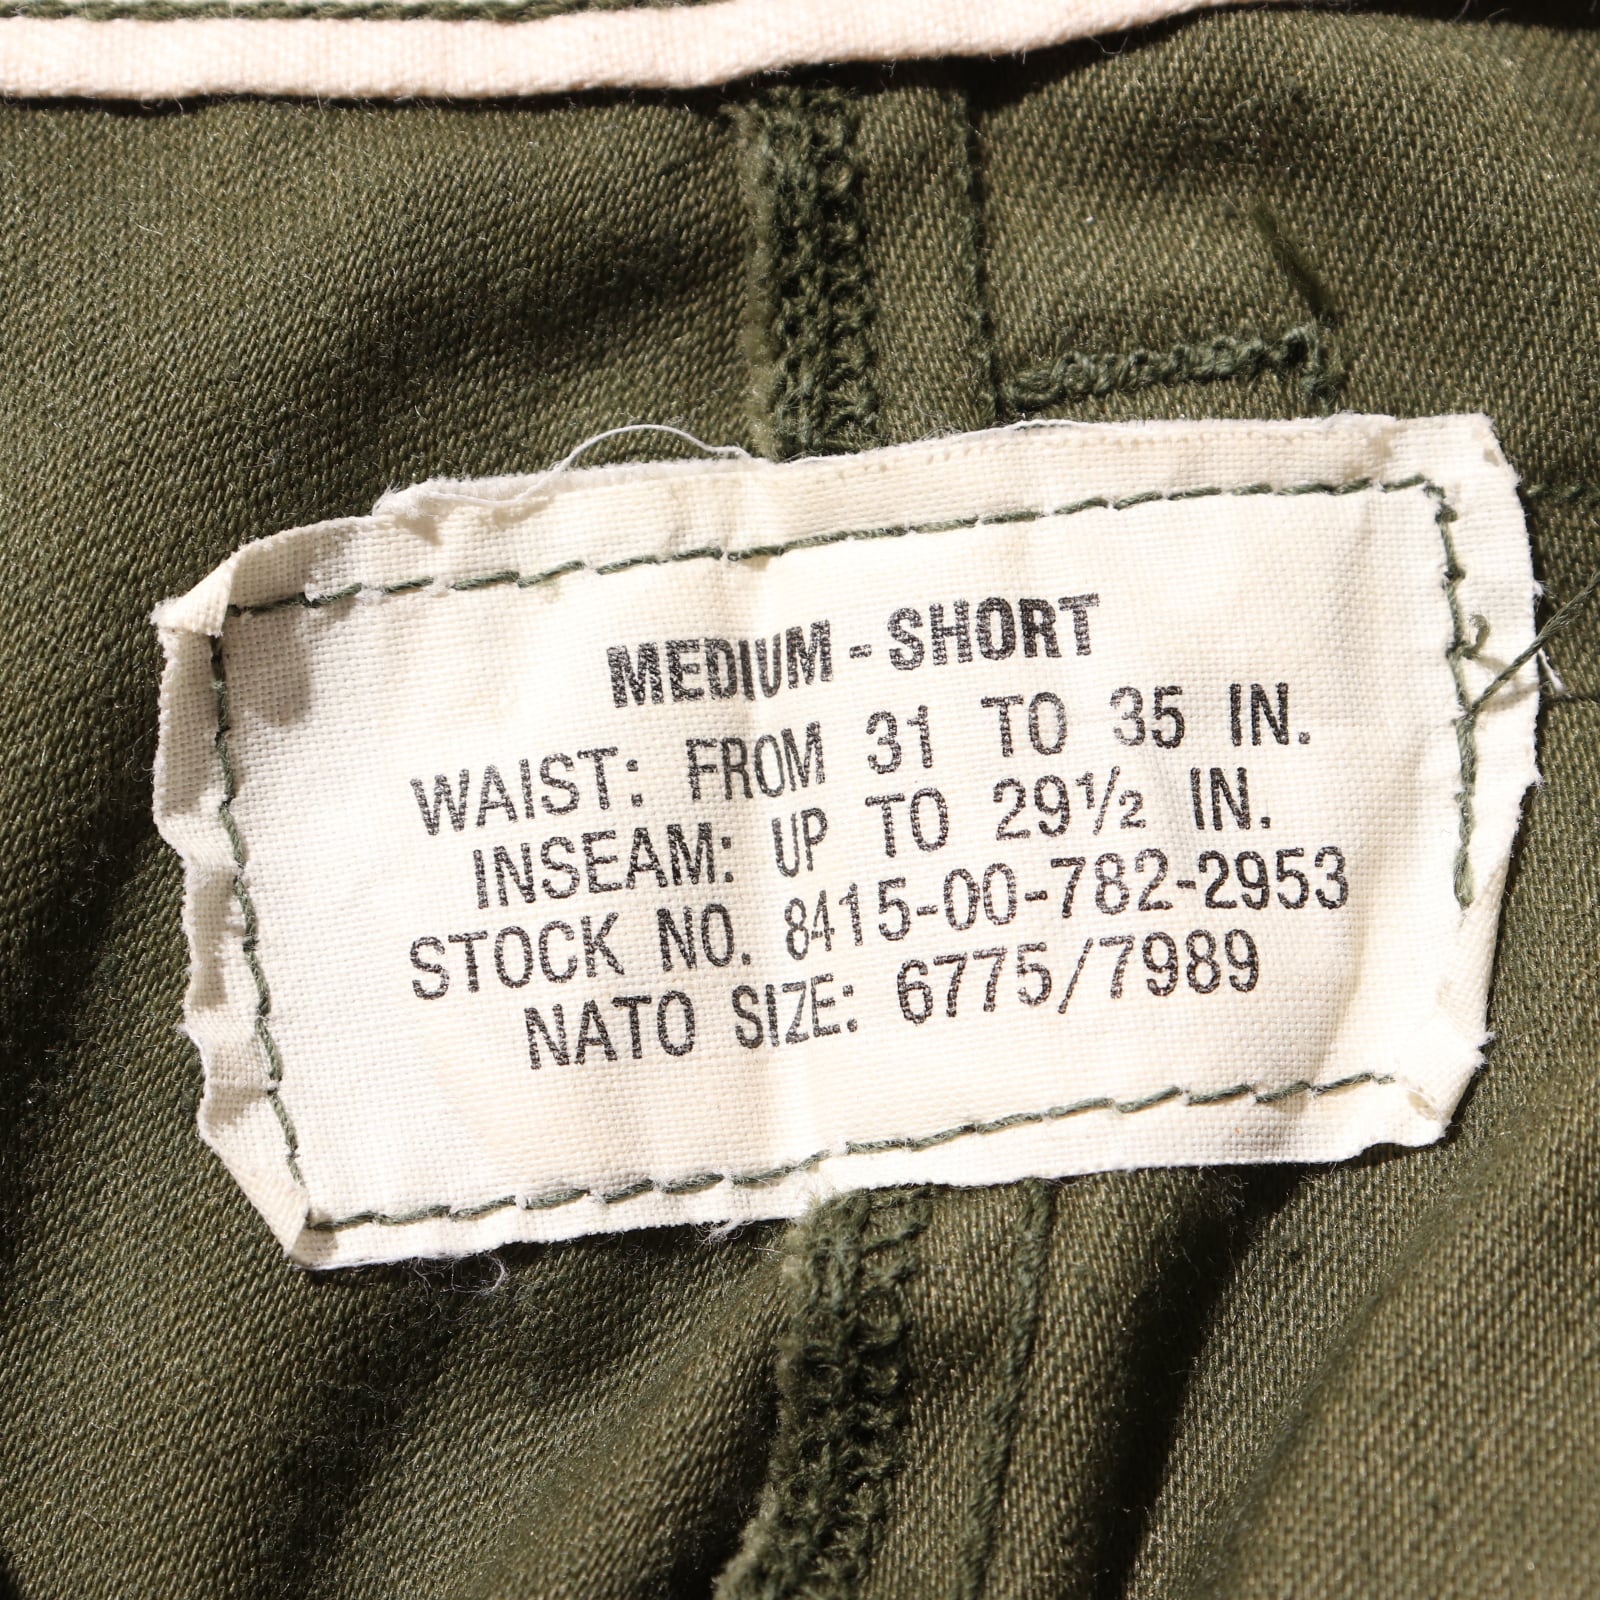 MEDIUM - SHORT
WAIST: FROM 31 TO 35 IN.
INSEAM: UP TO 29½ IN.
STOCK NO. 8415-00-782-2953
NATO SIZE: 6775/7989